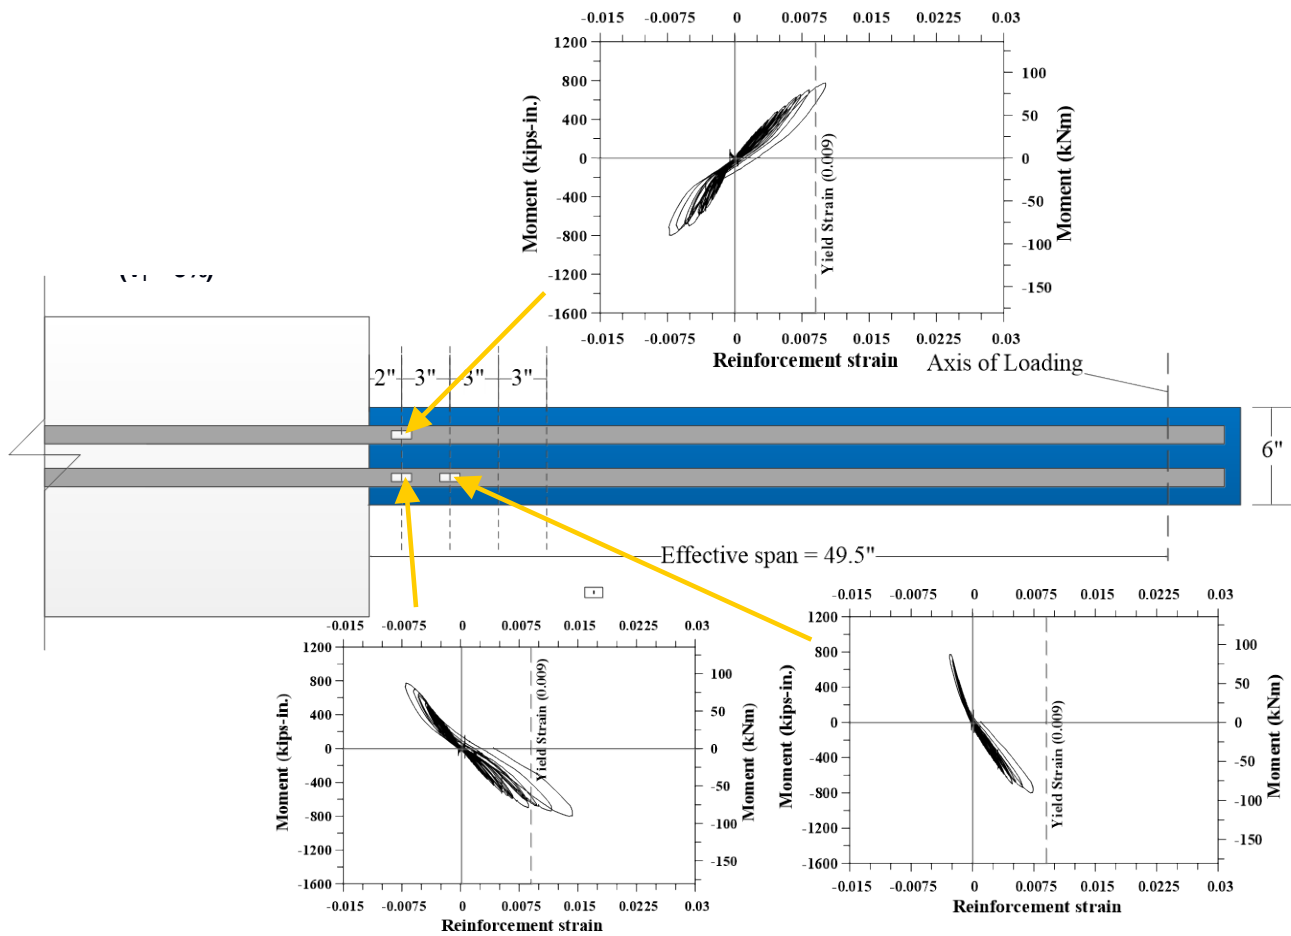 -0.015 -0.0075 0 0.0075 0.015 0.0225 0.03
1200
800
400
0
-400
-800
-1200
-1600
Moment (kips-in.)
Yield Strain (0.009)
100
50
0
-50
-100
-150
Moment (kNm)
-0.015 -0.0075 0 0.0075 0.015 0.0225 0.03
Reinforcement strain
Axis of Loading
2" 3" 3" 3"
6"
Effective span = 49.5"
-0.015 -0.0075 0 0.0075 0.015 0.0225 0.03
1200
800
400
0
-400
-800
-1200
-1600
Moment (kips-in.)
Yield Strain (0.009)
100
50
0
-50
-100
-150
Moment (kNm)
-0.015 -0.0075 0 0.0075 0.015 0.0225 0.03
Reinforcement strain
-0.015 -0.0075 0 0.0075 0.015 0.0225 0.03
1200
800
400
0
-400
-800
-1200
-1600
Moment (kips-in.)
Yield Strain (0.009)
100
50
0
-50
-100
-150
Moment (kNm)
-0.015 -0.0075 0 0.0075 0.015 0.0225 0.03
Reinforcement strain